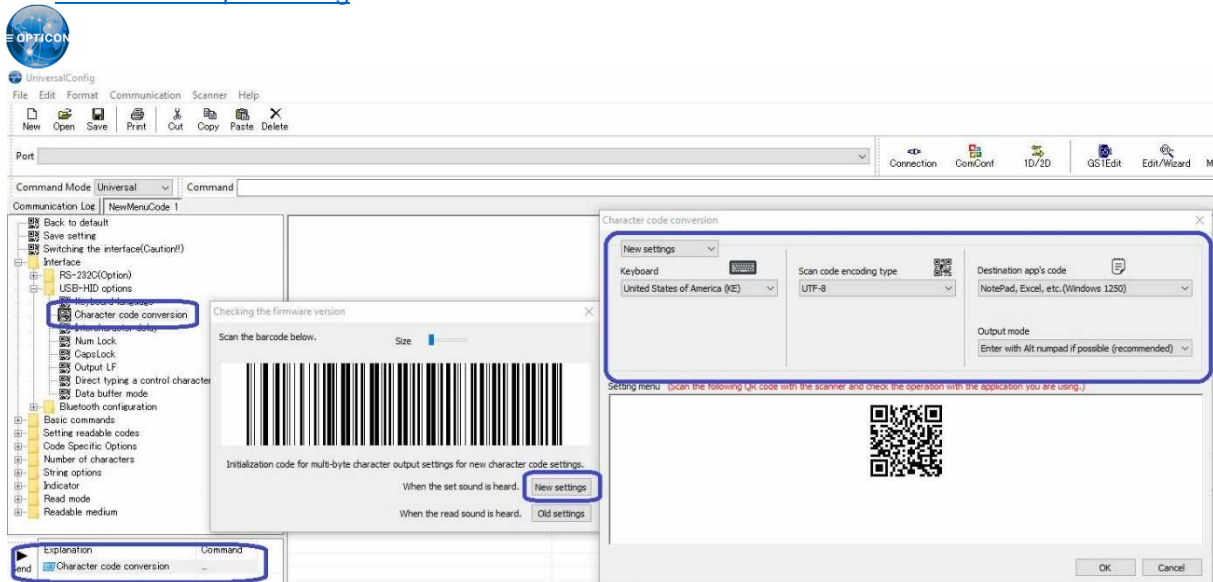 OPTICON
UniversalConfig
File Edit Format Communication Scanner Help
New Open Save Print Cut Copy Paste Delete
Port
Connection ComConf 1D/2D GS1Edit Edit/Wizard M
Command Mode Universal Command
Communication Log NewMenuCode 1
Back to default
Save setting
Switching the interface(Caution!!)
Interface
RS-232C(Option)
USB-HID options
Keyboard language
Character code conversion
Intercharacter delay
Num Lock
CapsLock
Output LF
Direct typing a control character
Data buffer mode
Bluetooth configuration
Basic commands
Setting readable codes
Code Specific Options
Number of characters
String options
Indicator
Read mode
Readable medium
Explanation Command
Send Character code conversion ..
Checking the firmware version
Scan the barcode below. Size
Initialization code for multi-byte character output settings for new character code settings.
When the set sound is heard. New settings
When the read sound is heard. Old settings
Character code conversion
New settings
Keyboard Scan code encoding type Destination app's code
United States of America (KE) UTF-8 NotePad, Excel, etc.(Windows 1250)
Output mode
Enter with Alt numpad if possible (recommended)
Setting menu (Scan the following QR code with the scanner and check the operation with the application you are using.)
OK Cancel